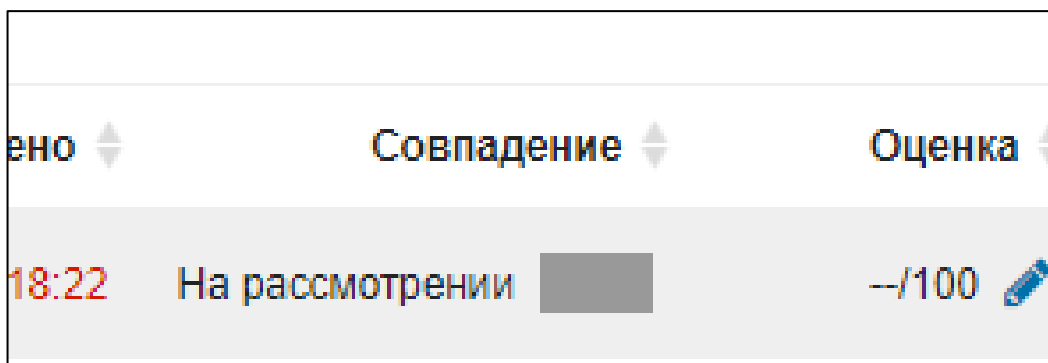 ено Совпадение Оценка
18:22 На рассмотрении --/100